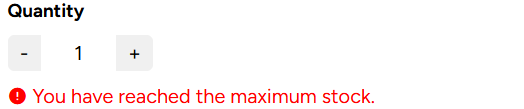 Quantity
- 1 +
You have reached the maximum stock.